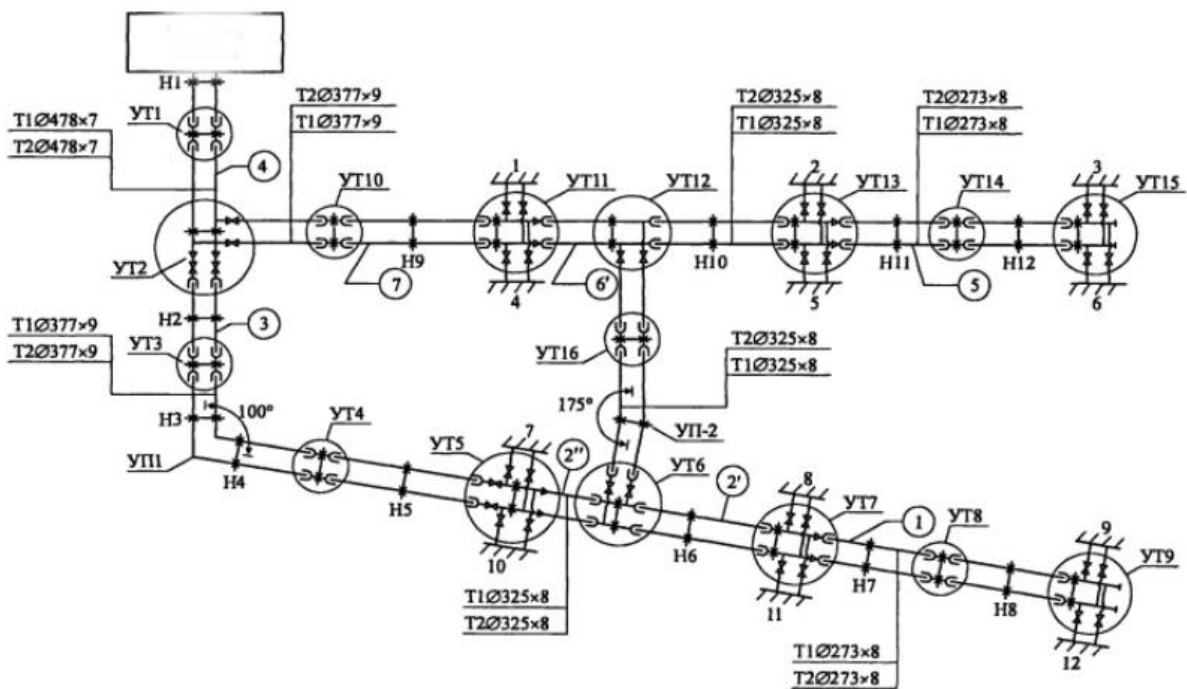 Н1
УТ1
Т1Ø478×7
Т2Ø478×7
4
Т2Ø377×9
Т1Ø377×9
Т2Ø325×8
Т1Ø325×8
Т2Ø273×8
Т1Ø273×8
УТ10
1
УТ11
УТ12
2
УТ13
УТ14
3
УТ15
УТ2
7
Н9
4
6'
Н10
5
Н11
5
Н12
6
Н2
3
Т1Ø377×9
Т2Ø377×9
УТ3
УТ16
Т2Ø325×8
Т1Ø325×8
Н3
100°
175°
УП-2
УП1
Н4
УТ4
Н5
УТ5
7
2''
УТ6
2'
8
УТ7
1
УТ8
9
УТ9
10
Н6
11
Н7
Н8
12
Т1Ø325×8
Т2Ø325×8
Т1Ø273×8
Т2Ø273×8